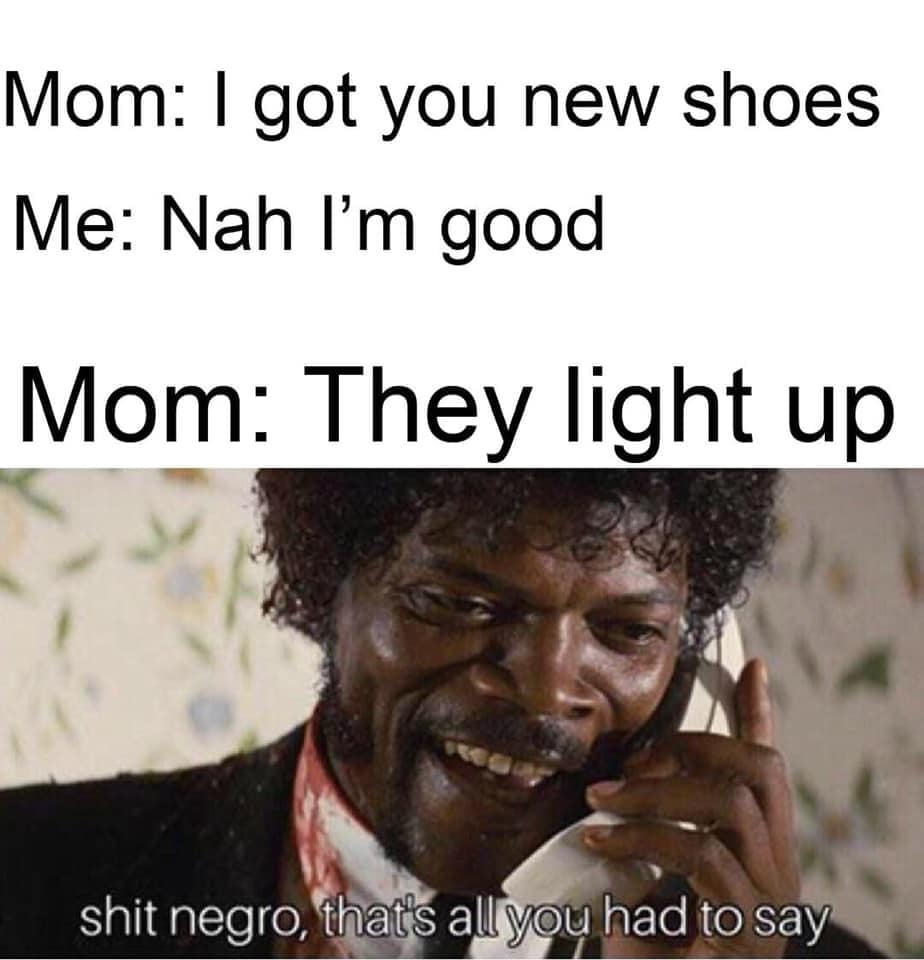 Mom: I got you new shoes
Me: Nah I’m good
Mom: They light up
shit negro, that's all you had to say